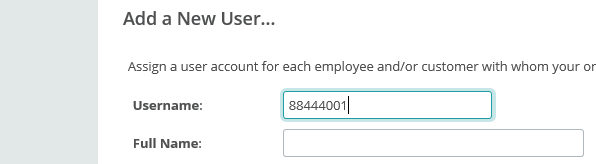 Add a New User...
Assign a user account for each employee and/or customer with whom your or
Username: 88444001
Full Name: